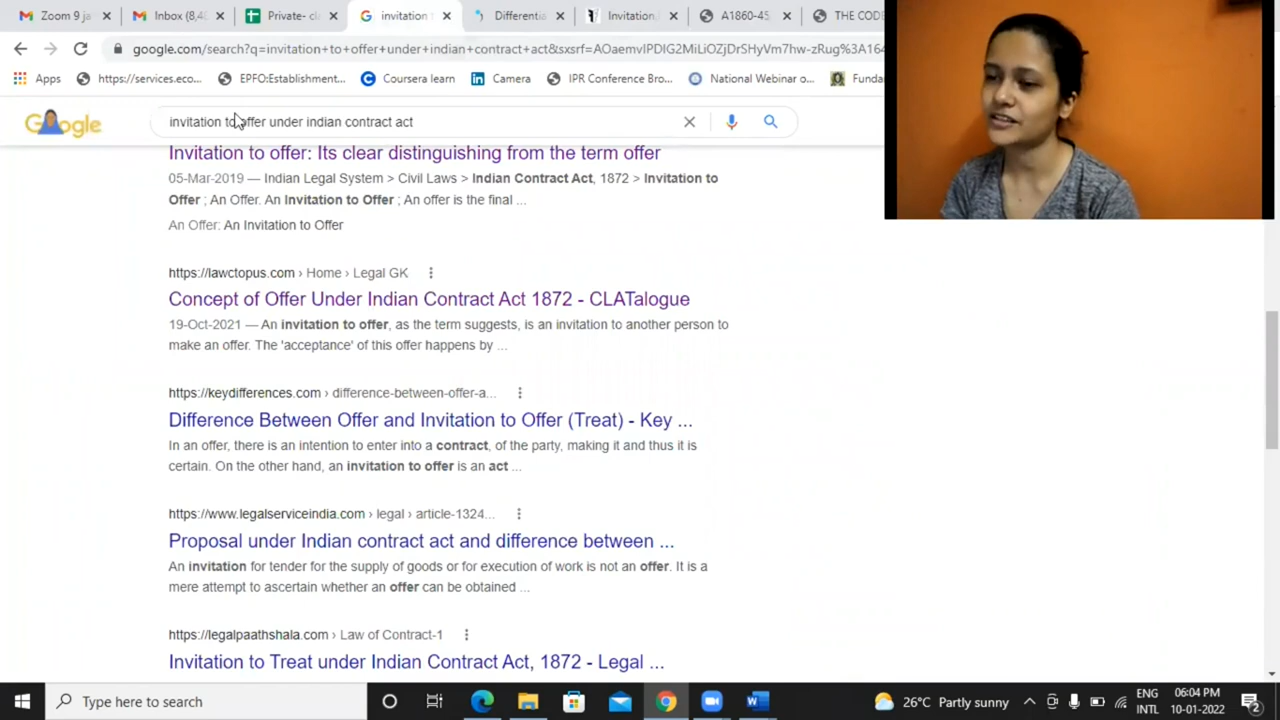 Zoom 9 ja
Inbox (8,4
Private- cl
invitation
Differentia
Invitation.
A1860-45.
THE CODE
google.com/search?q=invitation+to+offer+under+indian+contract+act&sxsrf=AOaemvIPDIG2MiLOZjDrSHyVm7hw-zRug%3A164
Apps
https://services.eco...
EPFO:Establishment...
Coursera learn
Camera
IPR Conference Bro...
National Webinar o...
Funda
Google
invitation to offer under indian contract act
Invitation to offer: Its clear distinguishing from the term offer
05-Mar-2019 — Indian Legal System > Civil Laws > Indian Contract Act, 1872 > Invitation to
Offer ; An Offer. An Invitation to Offer ; An offer is the final ...
An Offer: An Invitation to Offer
https://lawctopus.com › Home › Legal GK
Concept of Offer Under Indian Contract Act 1872 - CLATalogue
19-Oct-2021 — An invitation to offer, as the term suggests, is an invitation to another person to
make an offer. The 'acceptance' of this offer happens by ...
https://keydifferences.com › difference-between-offer-a...
Difference Between Offer and Invitation to Offer (Treat) - Key ...
In an offer, there is an intention to enter into a contract, of the party, making it and thus it is
certain. On the other hand, an invitation to offer is an act ...
https://www.legalserviceindia.com › legal › article-1324...
Proposal under Indian contract act and difference between ...
An invitation for tender for the supply of goods or for execution of work is not an offer. It is a
mere attempt to ascertain whether an offer can be obtained ...
https://legalpaathshala.com › Law of Contract-1
Invitation to Treat under Indian Contract Act, 1872 - Legal ...
Type here to search
26°C Partly sunny
ENG
INTL
06:04 PM
10-01-2022
2